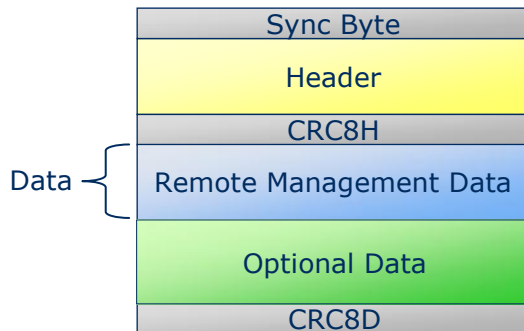 Sync Byte
Header
CRC8H
Data
Remote Management Data
Optional Data
CRC8D